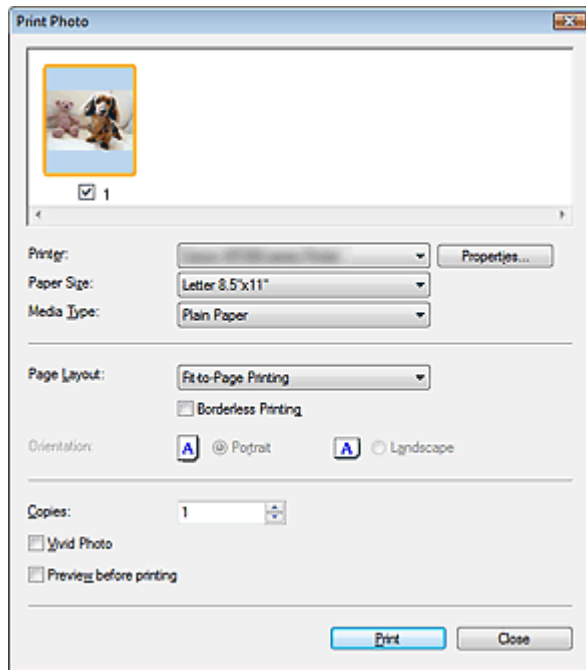 Print Photo
1
Printer: Properties...
Paper Size: Letter 8.5"x11"
Media Type: Plain Paper
Page Layout: Fit-to-Page Printing
Borderless Printing
Orientation: A Portrait A Landscape
Copies: 1
Vivid Photo
Preview before printing
Print Close